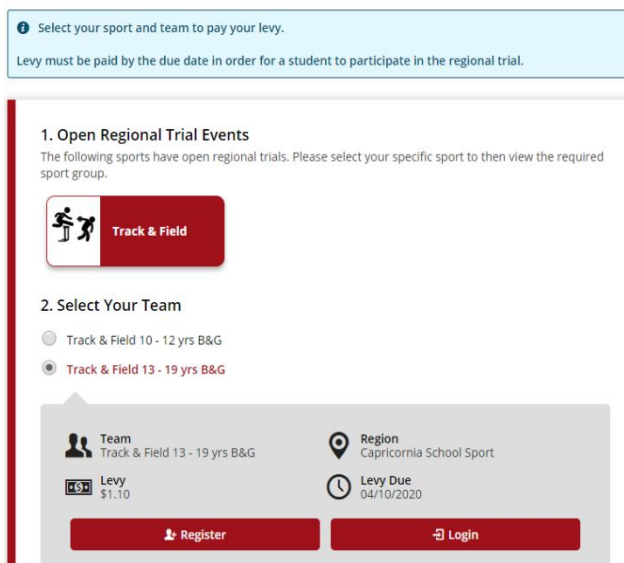 Select your sport and team to pay your levy.
Levy must be paid by the due date in order for a student to participate in the regional trial.
1. Open Regional Trial Events
The following sports have open regional trials. Please select your specific sport to then view the required
sport group.
Track & Field
2. Select Your Team
Track & Field 10 - 12 yrs B&G
Track & Field 13 - 19 yrs B&G
Team
Track & Field 13 - 19 yrs B&G
Region
Capricornia School Sport
Levy
$1.10
Levy Due
04/10/2020
Register
Login